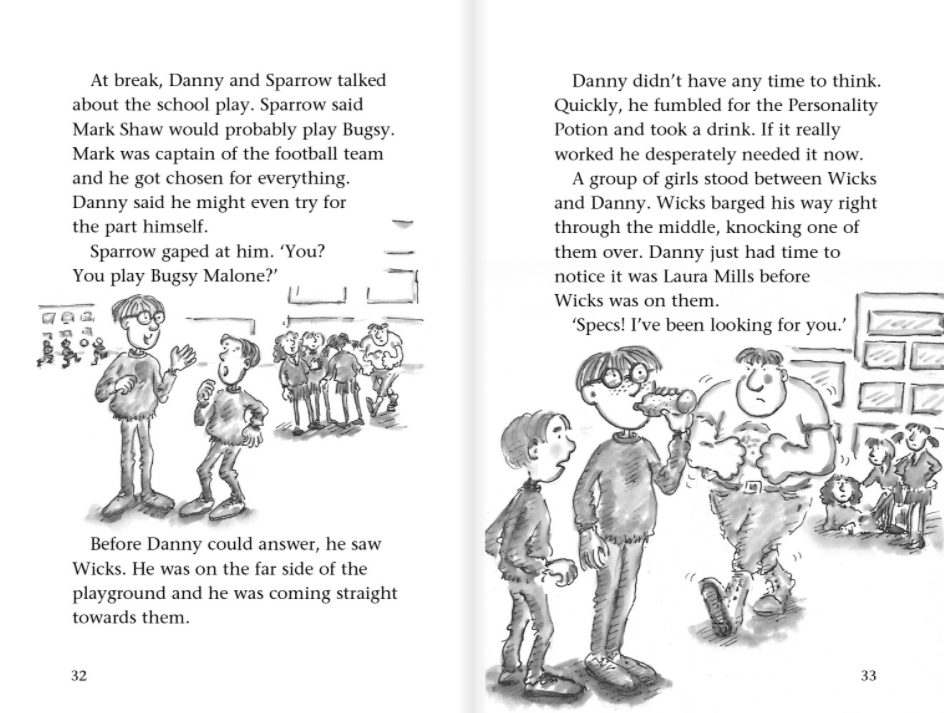 At break, Danny and Sparrow talked
about the school play. Sparrow said
Mark Shaw would probably play Bugsy.
Mark was captain of the football team
and he got chosen for everything.
Danny said he might even try for
the part himself.
Sparrow gaped at him. ‘You?
You play Bugsy Malone?’
Before Danny could answer, he saw
Wicks. He was on the far side of the
playground and he was coming straight
towards them.
32
Danny didn’t have any time to think.
Quickly, he fumbled for the Personality
Potion and took a drink. If it really
worked he desperately needed it now.
A group of girls stood between Wicks
and Danny. Wicks barged his way right
through the middle, knocking one of
them over. Danny just had time to
notice it was Laura Mills before
Wicks was on them.
‘Specs! I’ve been looking for you.’
33